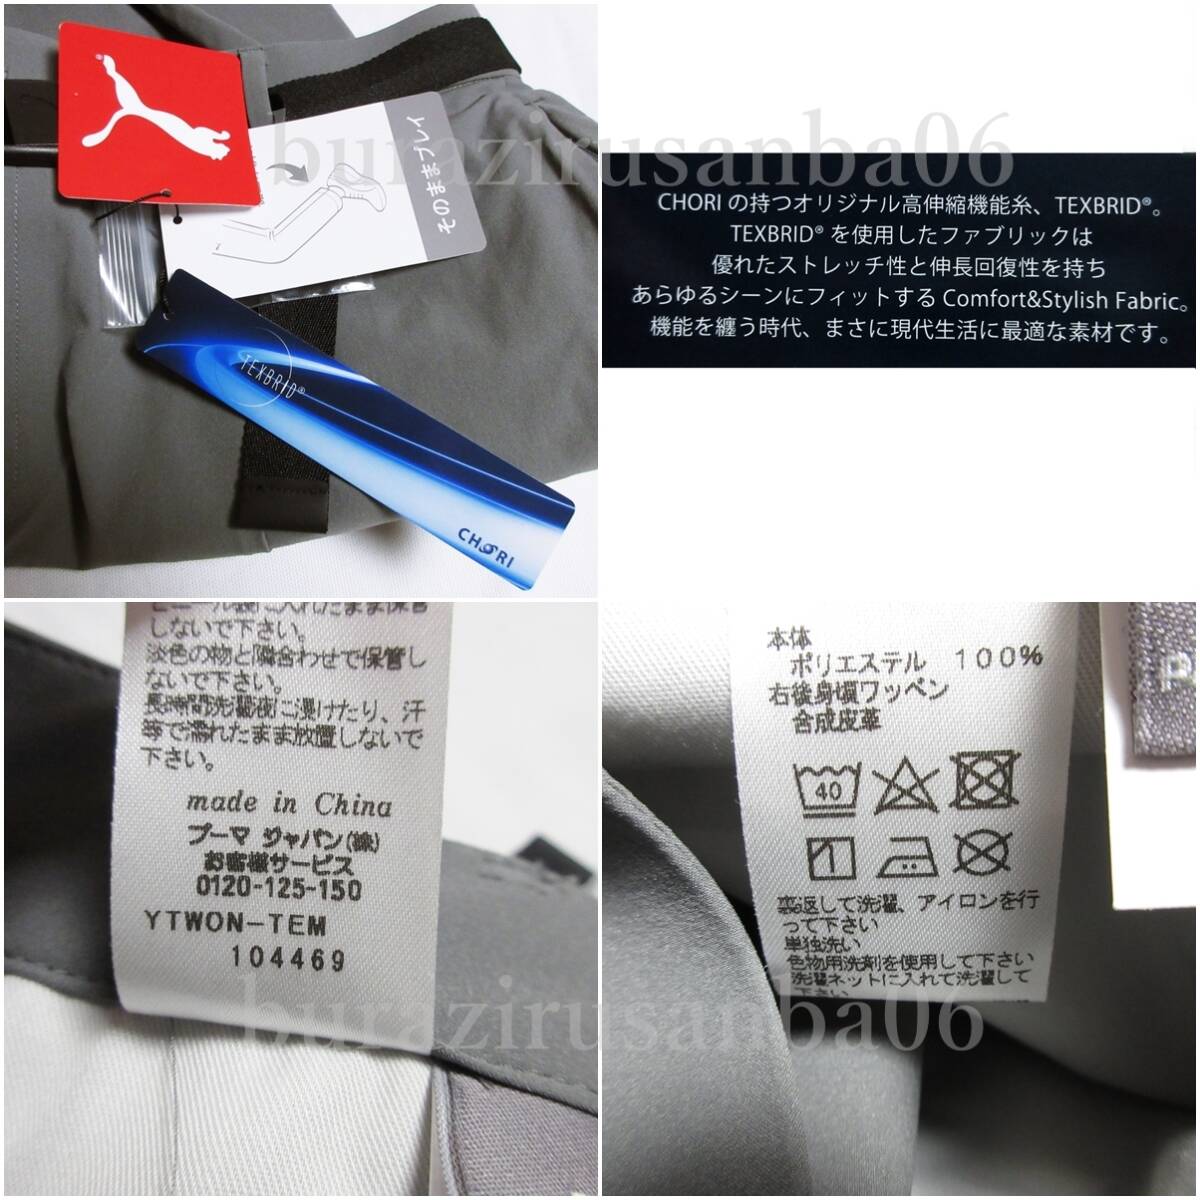 そのままプレイ
TEXBRID®
CHORI
burazirusanba06
CHORI の持つオリジナル高伸縮機能糸、TEXBRID®。
TEXBRID® を使用したファブリックは
優れたストレッチ性と伸長回復性を持ち
あらゆるシーンにフィットする Comfort&Stylish Fabric。
機能を纏う時代、まさに現代生活に最適な素材です。
しないで下さい。
淡色の物と隣合わせで保管し
ないで下さい。
長時間洗濯液に浸けたり、汗
等で濡れたまま放置しないで
下さい。
made in China
プーマ ジャパン(株)
お客様サービス
0120-125-150
YTWON-TEM
104469
本体
ポリエステル 100%
右後身頃ワッペン
合成皮革
40
裏返して洗濯、アイロンを行
って下さい
単独洗い
色物用洗剤を使用して下さい
洗濯ネットに入れて洗濯して
下さい
burazirusanba06